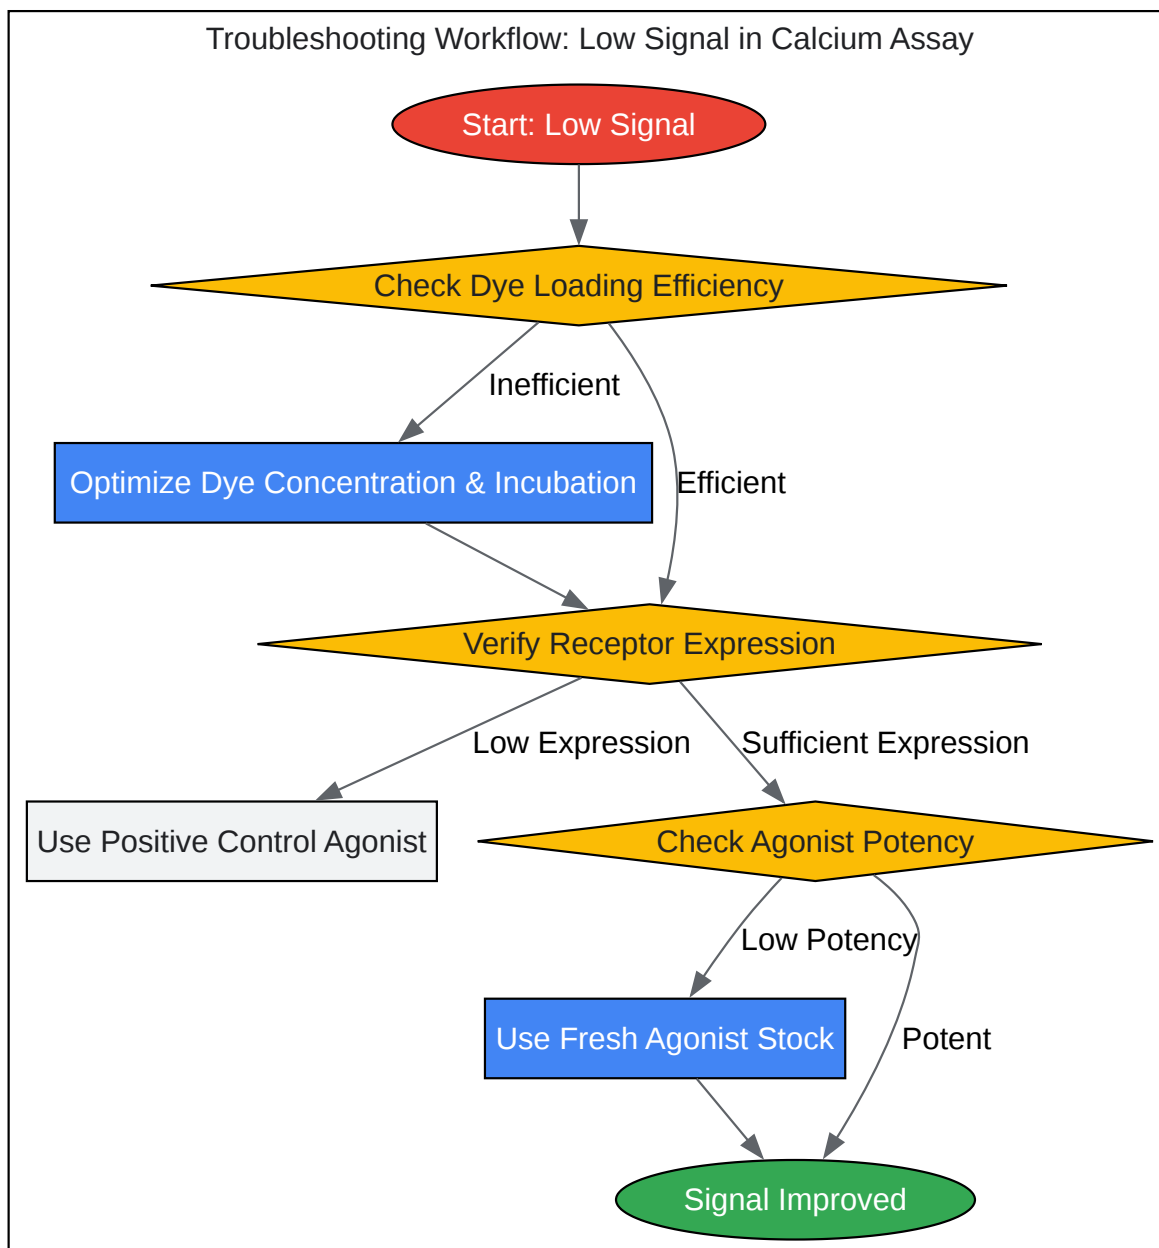 Troubleshooting Workflow: Low Signal in Calcium Assay
Start: Low Signal
Check Dye Loading Efficiency
Inefficient
Optimize Dye Concentration & Incubation
Efficient
Verify Receptor Expression
Low Expression
Sufficient Expression
Use Positive Control Agonist
Check Agonist Potency
Low Potency
Use Fresh Agonist Stock
Potent
Signal Improved